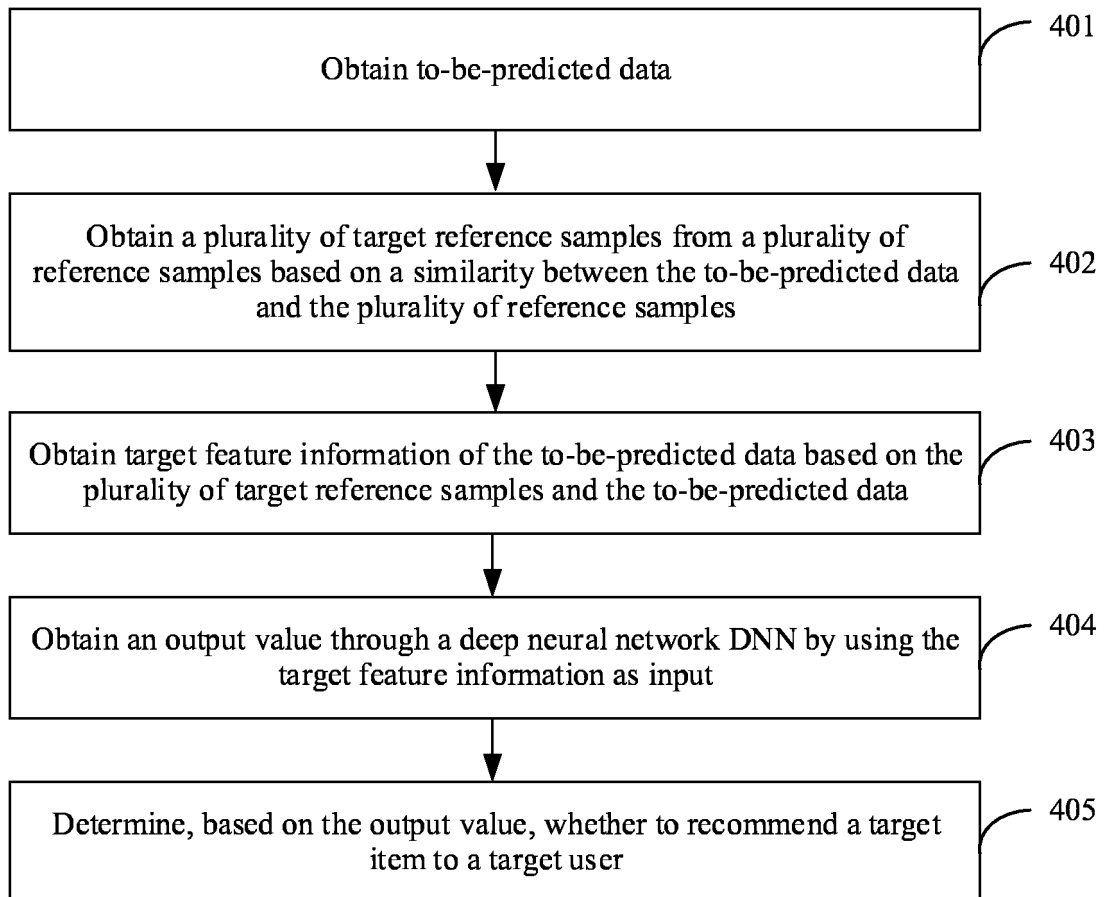 Obtain to-be-predicted data
401
Obtain a plurality of target reference samples from a plurality of
reference samples based on a similarity between the to-be-predicted data
and the plurality of reference samples
402
Obtain target feature information of the to-be-predicted data based on the
plurality of target reference samples and the to-be-predicted data
403
Obtain an output value through a deep neural network DNN by using the
target feature information as input
404
Determine, based on the output value, whether to recommend a target
item to a target user
405